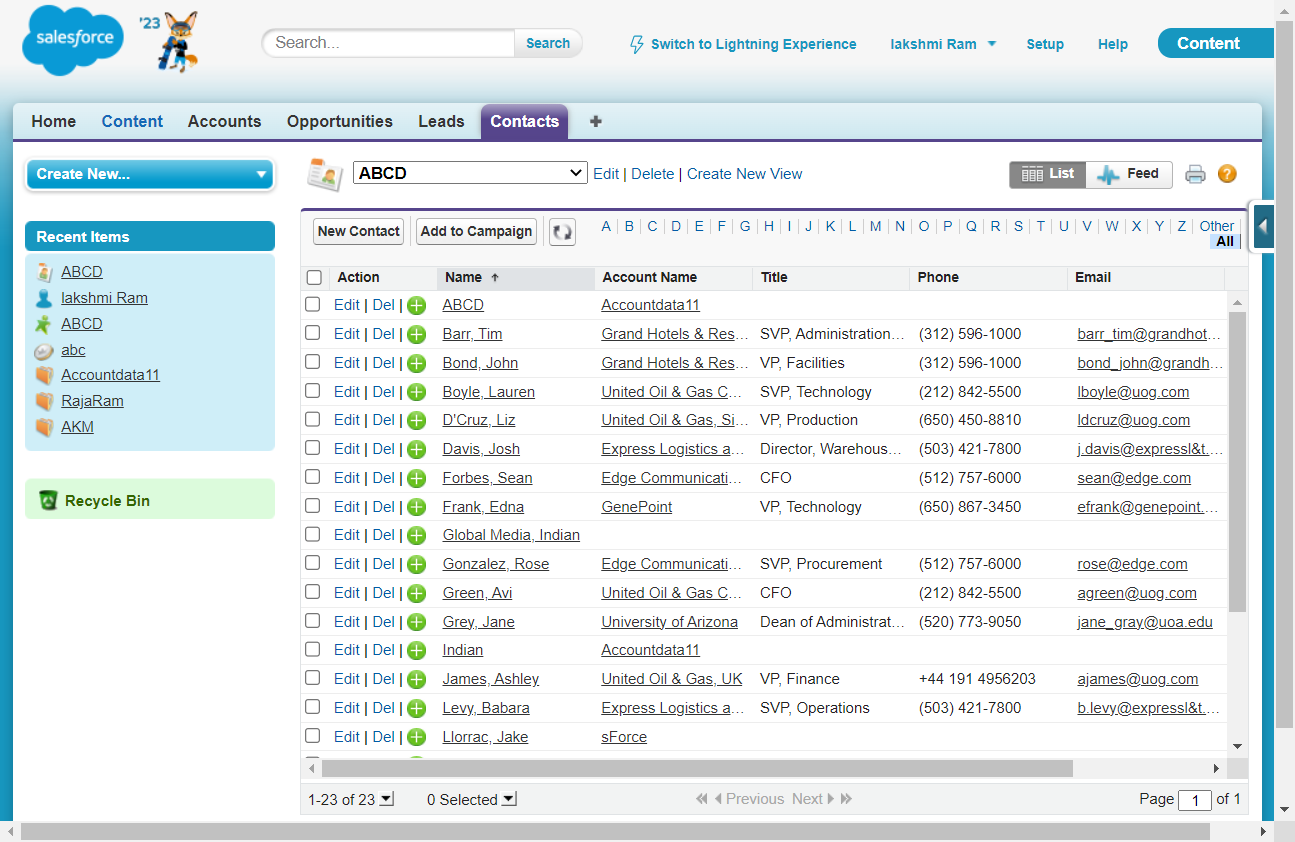 salesforce
'23
Search...
Search
Switch to Lightning Experience
lakshmi Ram
Setup
Help
Content
Home
Content
Accounts
Opportunities
Leads
Contacts
Create New...
ABCD
Edit | Delete | Create New View
List
Feed
Recent Items
ABCD
lakshmi Ram
ABCD
abc
Accountdata11
RajaRam
AKM
Recycle Bin
New Contact
Add to Campaign
A | B | C | D | E | F | G | H | I | J | K | L | M | N | O | P | Q | R | S | T | U | V | W | X | Y | Z | Other
All
Action Name Account Name Title Phone Email
Edit | Del | ABCD Accountdata11
Edit | Del | Barr, Tim Grand Hotels & Res... SVP, Administration... (312) 596-1000 barr_tim@grandhot...
Edit | Del | Bond, John Grand Hotels & Res... VP, Facilities (312) 596-1000 bond_john@grandh...
Edit | Del | Boyle, Lauren United Oil & Gas C... SVP, Technology (212) 842-5500 lboyle@uog.com
Edit | Del | D'Cruz, Liz United Oil & Gas, Si... VP, Production (650) 450-8810 ldcruz@uog.com
Edit | Del | Davis, Josh Express Logistics a... Director, Warehous... (503) 421-7800 j.davis@expressl&t....
Edit | Del | Forbes, Sean Edge Communicati... CFO (512) 757-6000 sean@edge.com
Edit | Del | Frank, Edna GenePoint VP, Technology (650) 867-3450 efrank@genepoint....
Edit | Del | Global Media, Indian
Edit | Del | Gonzalez, Rose Edge Communicati... SVP, Procurement (512) 757-6000 rose@edge.com
Edit | Del | Green, Avi United Oil & Gas C... CFO (212) 842-5500 agreen@uog.com
Edit | Del | Grey, Jane University of Arizona Dean of Administrat... (520) 773-9050 jane_gray@uoa.edu
Edit | Del | Indian Accountdata11
Edit | Del | James, Ashley United Oil & Gas, UK VP, Finance +44 191 4956203 ajames@uog.com
Edit | Del | Levy, Babara Express Logistics a... SVP, Operations (503) 421-7800 b.levy@expressl&t....
Edit | Del | Llorrac, Jake sForce
1-23 of 23
0 Selected
Previous Next
Page 1 of 1